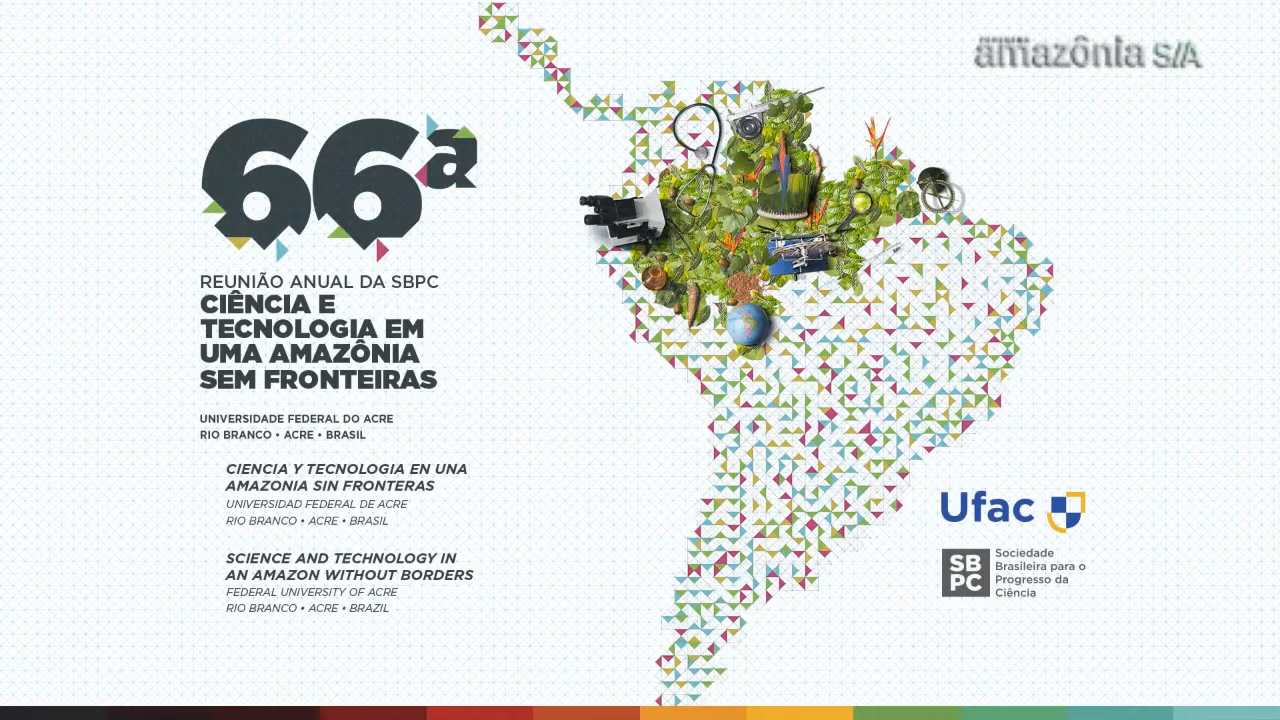 amazônia S/A
66ª
REUNIÃO ANUAL DA SBPC
CIÊNCIA E
TECNOLOGIA EM
UMA AMAZÔNIA
SEM FRONTEIRAS
UNIVERSIDADE FEDERAL DO ACRE
RIO BRANCO • ACRE • BRASIL
CIENCIA Y TECNOLOGIA EN UNA
AMAZONIA SIN FRONTERAS
UNIVERSIDAD FEDERAL DE ACRE
RIO BRANCO • ACRE • BRASIL
SCIENCE AND TECHNOLOGY IN
AN AMAZON WITHOUT BORDERS
FEDERAL UNIVERSITY OF ACRE
RIO BRANCO • ACRE • BRAZIL
Ufac
SB
PC
Sociedade
Brasileira para o
Progresso da
Ciência